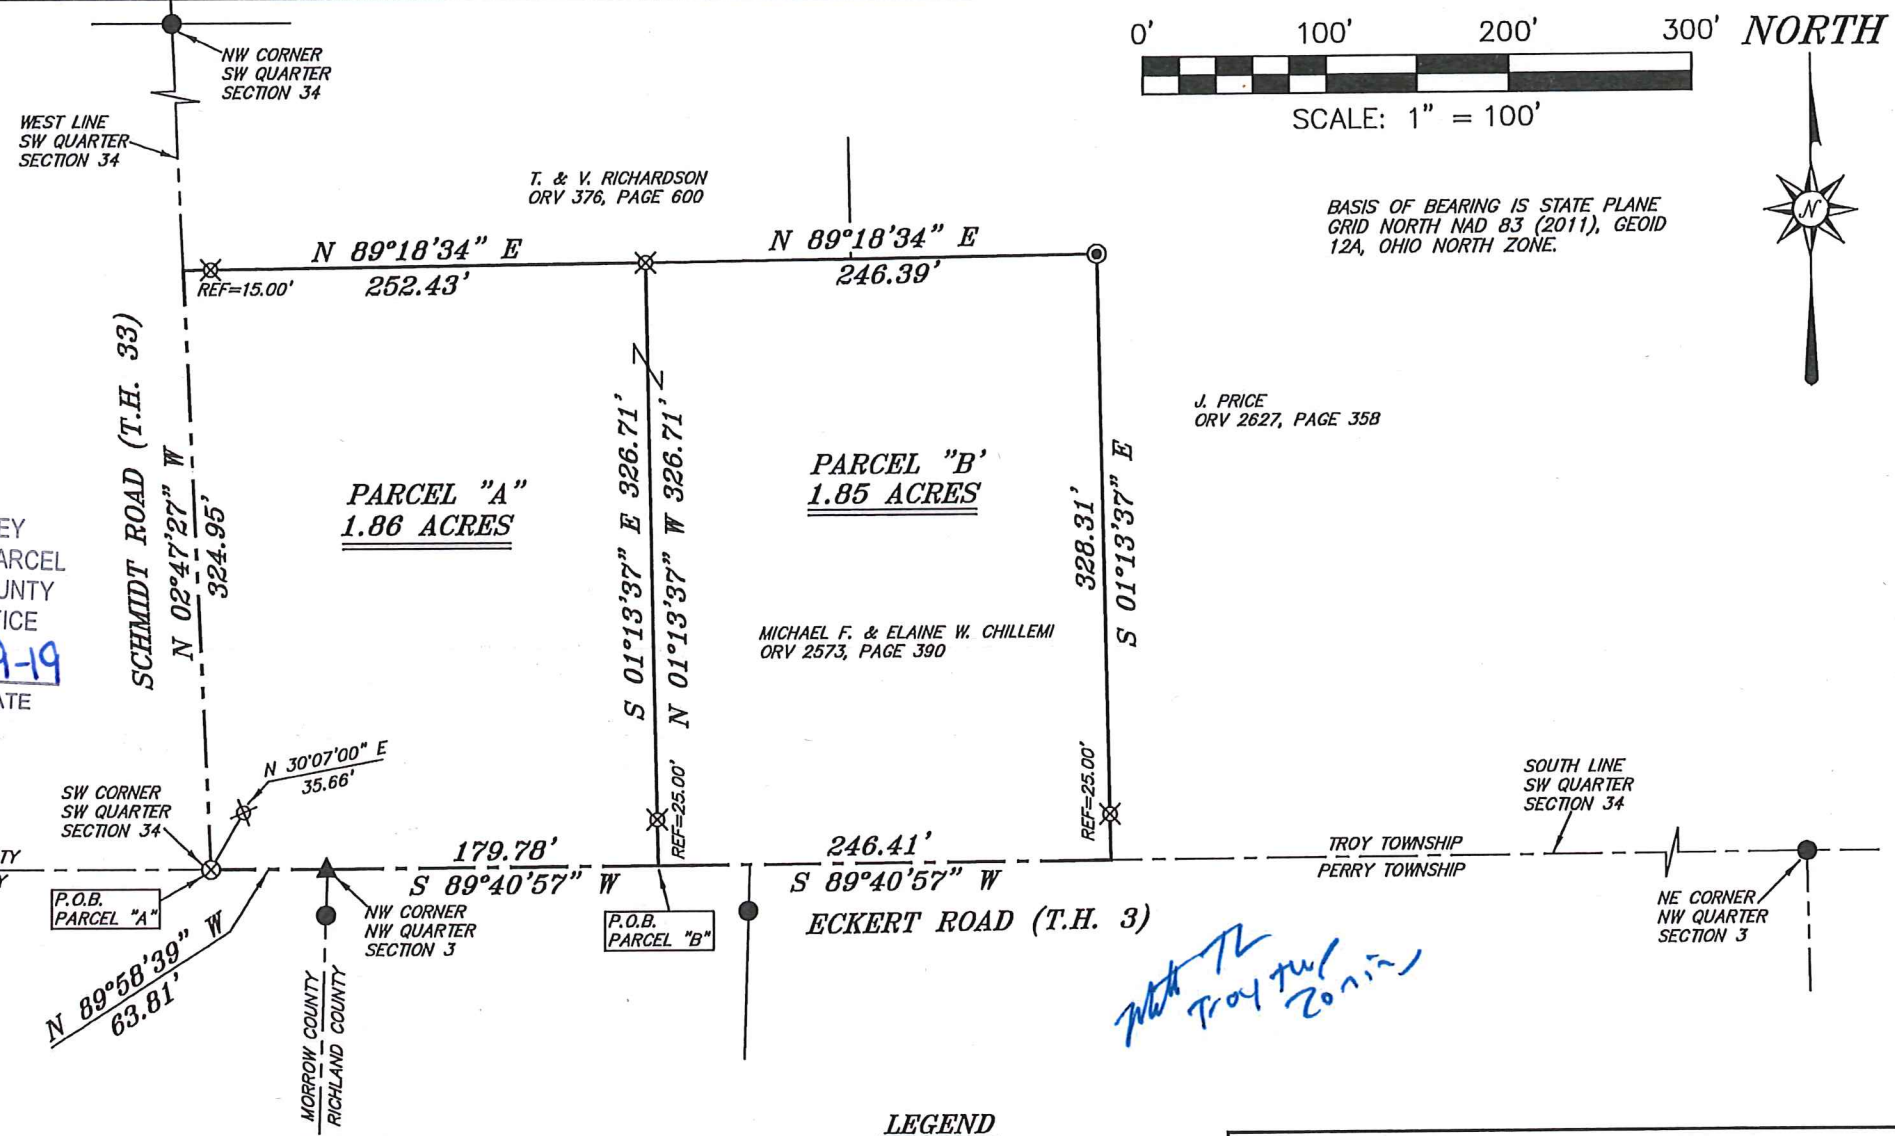 0' 100' 200' 300' NORTH
SCALE: 1" = 100'
NW CORNER
SW QUARTER
SECTION 34
WEST LINE
SW QUARTER
SECTION 34
T. & V. RICHARDSON
ORV 376, PAGE 600
BASIS OF BEARING IS STATE PLANE
GRID NORTH NAD 83 (2011), GEOID
12A, OHIO NORTH ZONE.
N
N 89°18'34" E
252.43'
REF=15.00'
N 89°18'34" E
246.39'
SCHMIDT ROAD (T.H. 33)
N 02°47'27" W
324.95'
PARCEL "A"
1.86 ACRES
S 01°13'37" E 326.71'
N 01°13'37" W 326.71'
PARCEL "B'
1.85 ACRES
328.31'
S 01°13'37" E
J. PRICE
ORV 2627, PAGE 358
MICHAEL F. & ELAINE W. CHILLEMI
ORV 2573, PAGE 390
EY
ARCEL
UNTY
ICE
9-19
ATE
N 30°07'00" E
35.66'
SW CORNER
SW QUARTER
SECTION 34
REF=25.00'
REF=25.00'
SOUTH LINE
SW QUARTER
SECTION 34
TY
Y
179.78'
S 89°40'57" W
246.41'
S 89°40'57" W
TROY TOWNSHIP
PERRY TOWNSHIP
P.O.B.
PARCEL "A"
N 89°58'39" W
63.81'
NW CORNER
NW QUARTER
SECTION 3
P.O.B.
PARCEL "B"
ECKERT ROAD (T.H. 3)
NE CORNER
NW QUARTER
SECTION 3
MORROW COUNTY
RICHLAND COUNTY
Troy twp
Zoning
LEGEND